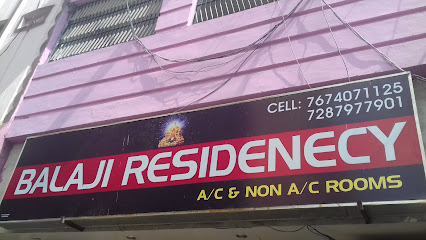 CELL: 7674071125
7287977901
BALAJI RESIDENECY
A/C & NON A/C ROOMS